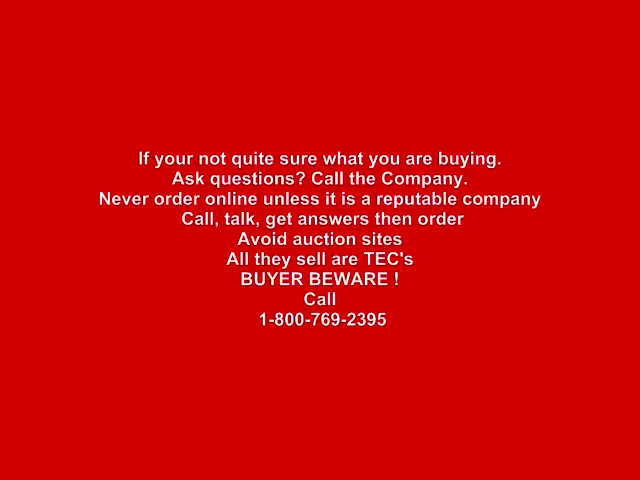 If your not quite sure what you are buying.
Ask questions? Call the Company.
Never order online unless it is a reputable company
Call, talk, get answers then order
Avoid auction sites
All they sell are TEC's
BUYER BEWARE !
Call
1-800-769-2395